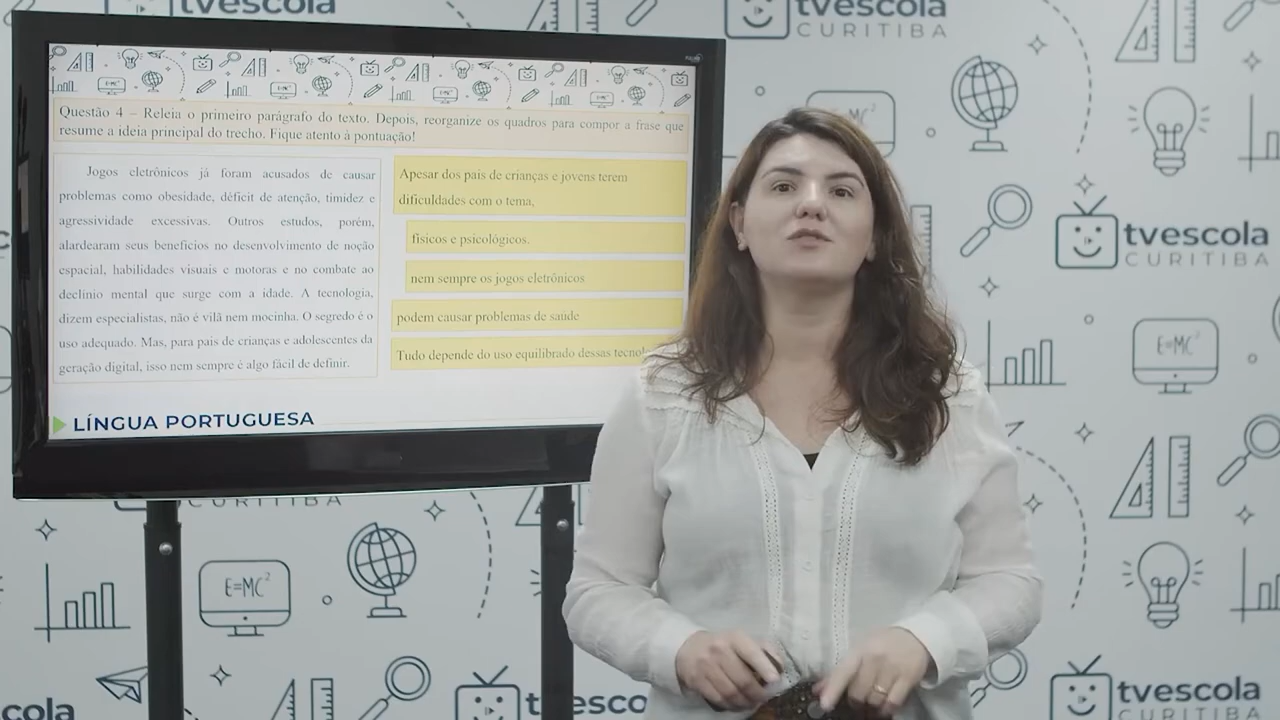 tvescola
tvescola
CURITIBA
Questão 4 – Releia o primeiro parágrafo do texto. Depois, reorganize os quadros para compor a frase que
resume a ideia principal do trecho. Fique atento à pontuação!
Jogos eletrônicos já foram acusados de causar
problemas como obesidade, déficit de atenção, timidez e
agressividade excessivas. Outros estudos, porém,
alardearam seus benefícios no desenvolvimento de noção
espacial, habilidades visuais e motoras e no combate ao
declínio mental que surge com a idade. A tecnologia,
dizem especialistas, não é vilã nem mocinha. O segredo é o
uso adequado. Mas, para pais de crianças e adolescentes da
geração digital, isso nem sempre é algo fácil de definir.
Apesar dos pais de crianças e jovens terem
dificuldades com o tema,
físicos e psicológicos.
nem sempre os jogos eletrônicos
podem causar problemas de saúde
Tudo depende do uso equilibrado dessas
LÍNGUA PORTUGUESA
tvescola
CURITIBA
E=MC²
CURITIBA
E=MC²
cola
tvesco
tvescola
CURITIBA